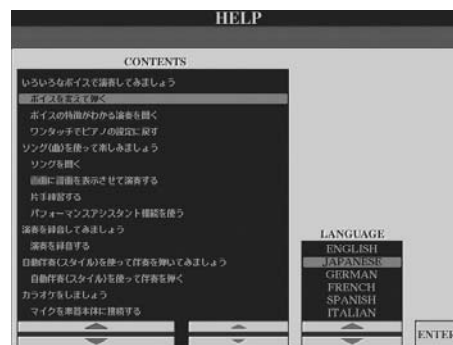 HELP
CONTENTS
いろいろなボイスで演奏してみましょう
ボイスを変えて弾く
ボイスの特徴がわかる演奏を聞く
ワンタッチでピアノの設定に戻す
ソング(曲)を使って楽しみましょう
ソングを聞く
画面に譜面を表示させて演奏する
片手練習する
パフォーマンスアシスタント機能を使う
演奏を録音してみましょう
演奏を録音する
自動伴奏(スタイル)を使って伴奏を弾いてみましょう
自動伴奏(スタイル)を使って伴奏を弾く
カラオケをしましょう
マイクを楽器本体に接続する
LANGUAGE
ENGLISH
JAPANESE
GERMAN
FRENCH
SPANISH
ITALIAN
ENTER